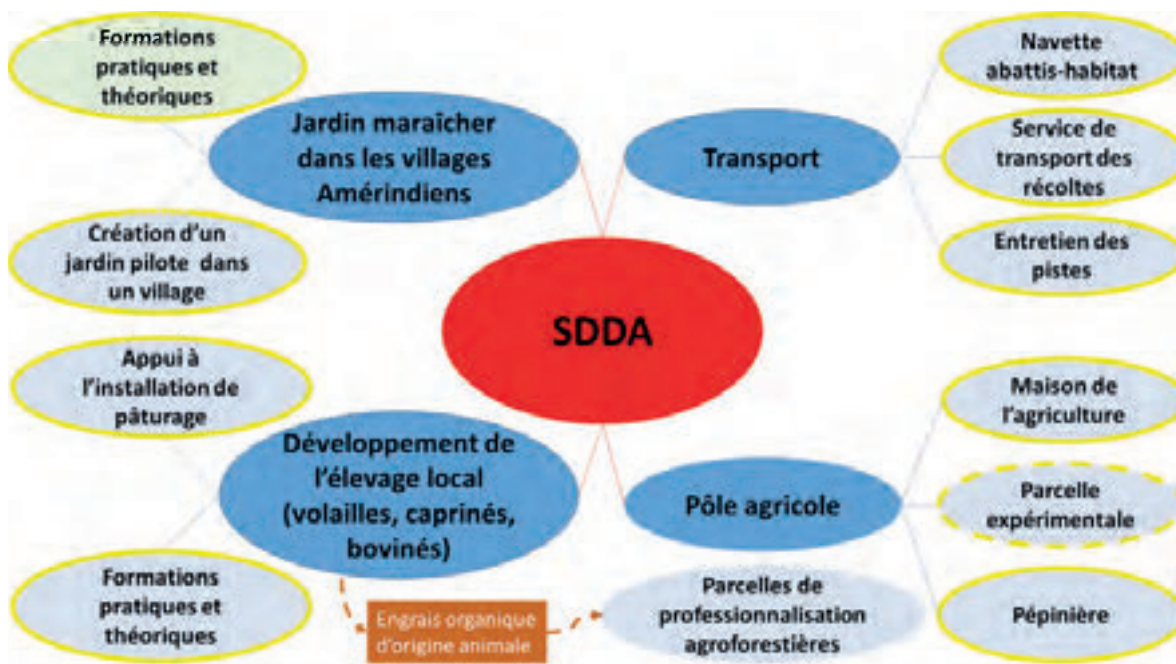 Formations
pratiques et
théoriques
Jardin maraîcher
dans les villages
Amérindiens
Création d'un
jardin pilote dans
un village
Transport
Navette
abattis-habitat
Service de
transport des
récoltes
Entretien des
pistes
SDDA
Appui à
l'installation de
pâturage
Développement de
l'élevage local
(volailles, caprinés,
bovinés)
Formations
pratiques et
théoriques
Engrais organique
d'origine animale
Parcelles de
professionnalisation
agroforestières
Pôle agricole
Maison de
l'agriculture
Parcelle
expérimentale
Pépinière